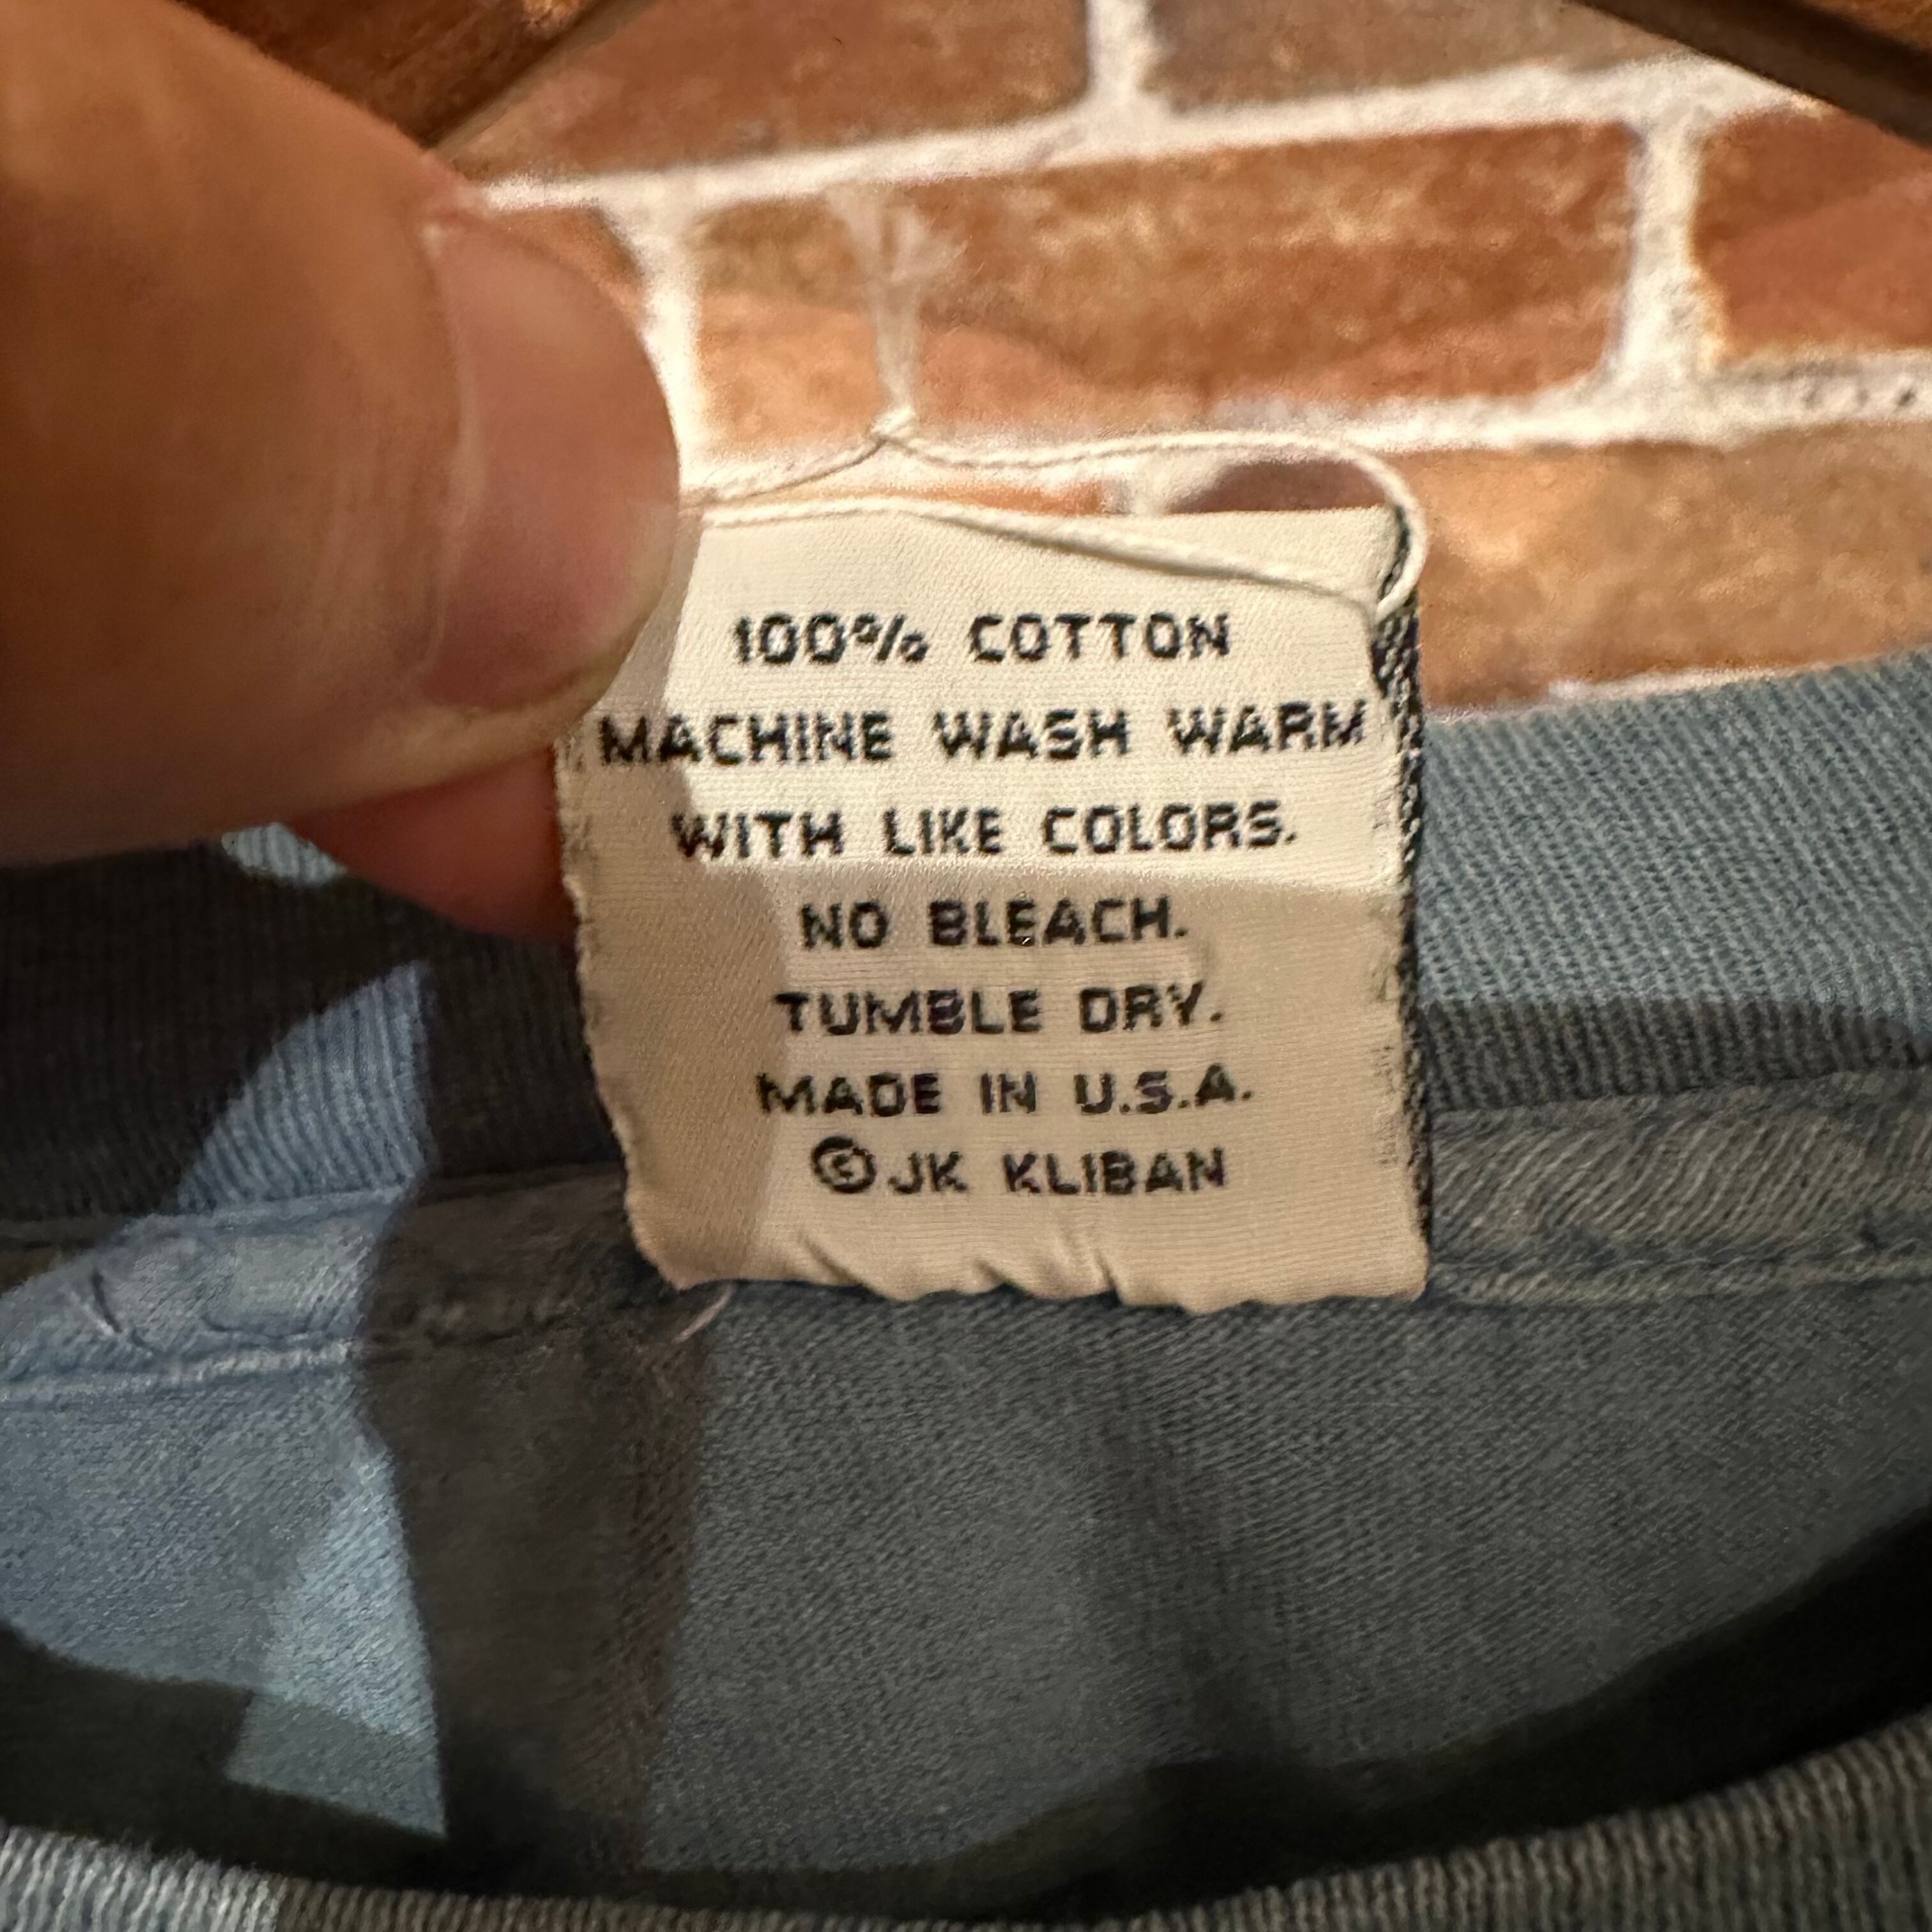 100% COTTON
MACHINE WASH WARM
WITH LIKE COLORS.
NO BLEACH.
TUMBLE DRY.
MADE IN U.S.A.
© JK KLIBAN